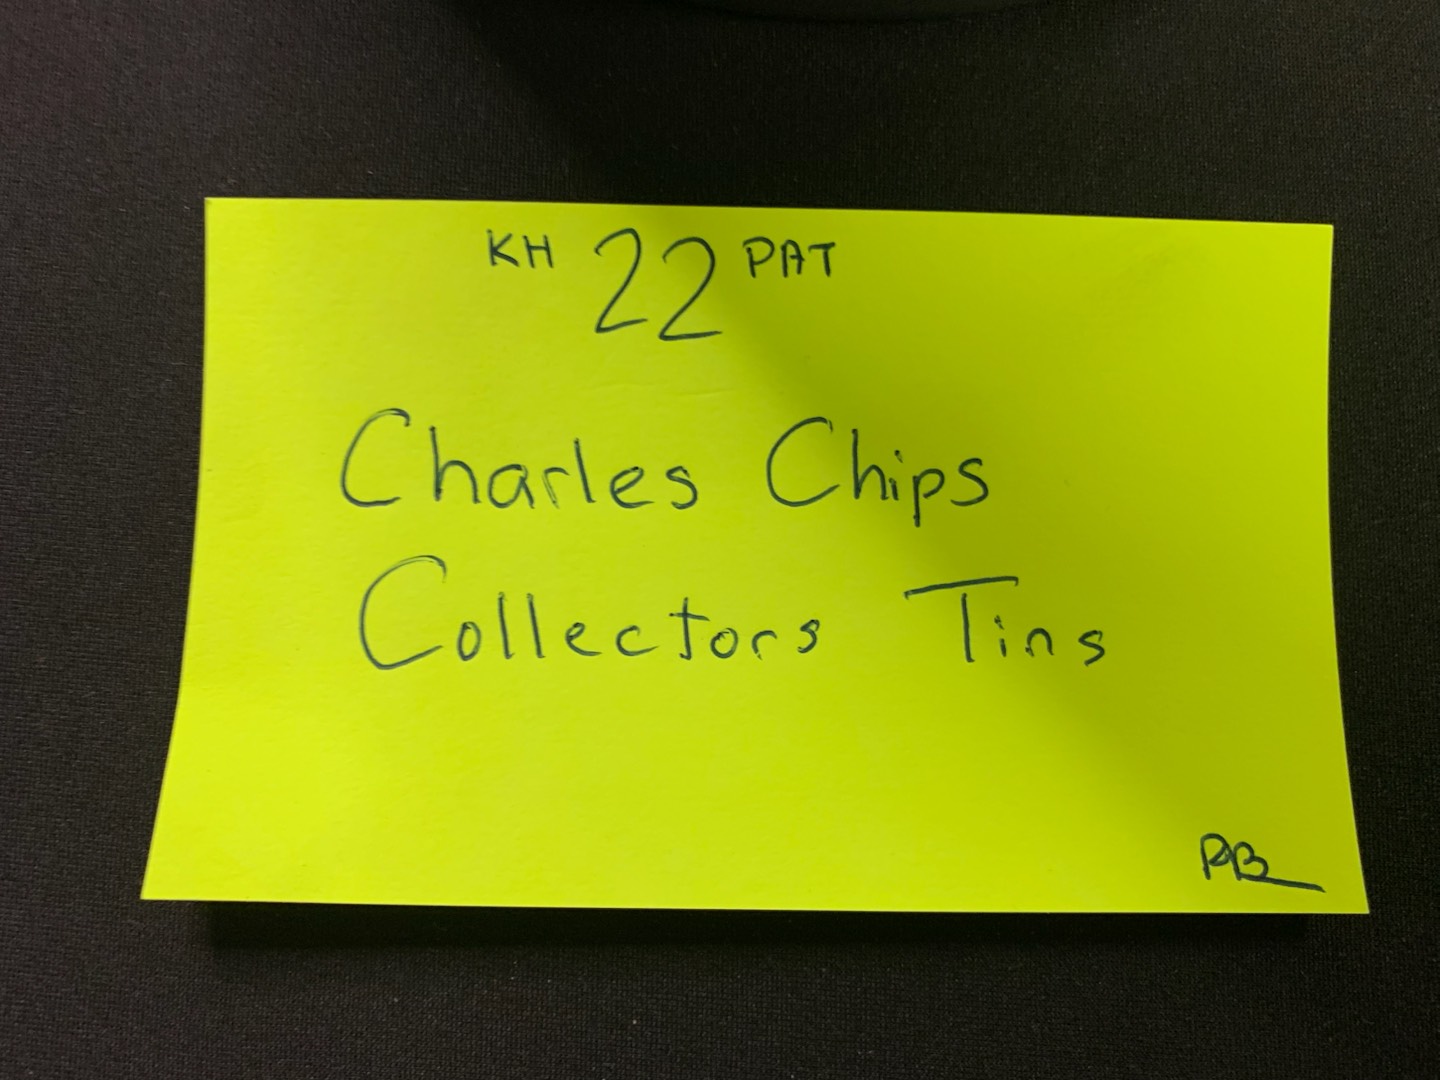 KH 22 PAT
Charles Chips
Collectors Tins
PB